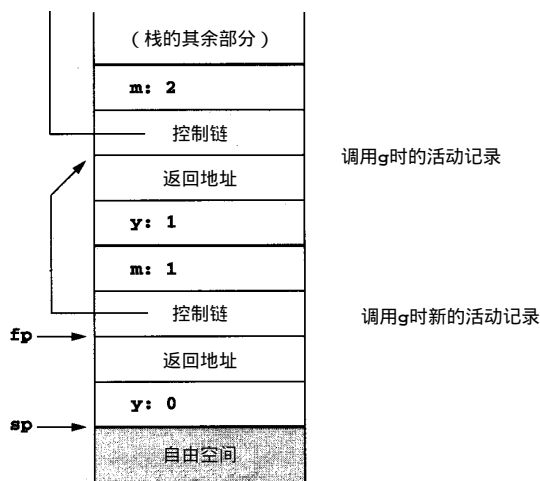 （栈的其余部分）
m: 2
控制链
调用g时的活动记录
返回地址
y: 1
m: 1
控制链
调用g时新的活动记录
fp
返回地址
y: 0
sp
自由空间